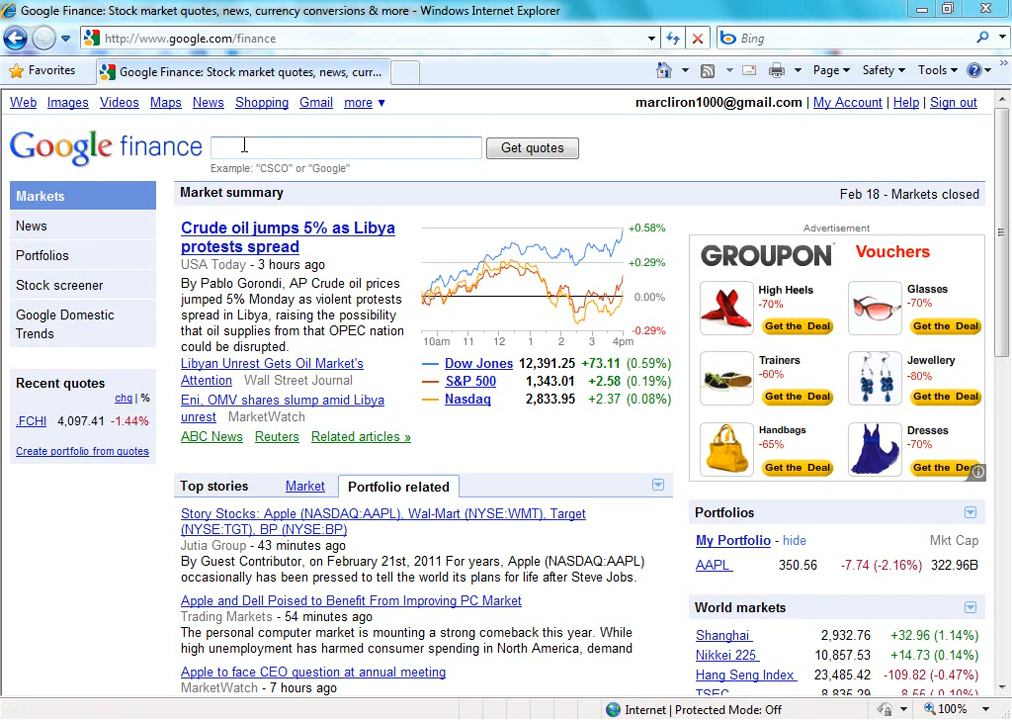 Google Finance: Stock market quotes, news, currency conversions & more - Windows Internet Explorer
http://www.google.com/finance
Bing
Favorites
Google Finance: Stock market quotes, news, curr...
Page
Safety
Tools
Web Images Videos Maps News Shopping Gmail more ▼
marcliron1000@gmail.com | My Account | Help | Sign out
Google finance
Get quotes
Example: "CSCO" or "Google"
Markets
News
Portfolios
Stock screener
Google Domestic
Trends
Recent quotes
chg | %
.FCHI 4,097.41 -1.44%
Create portfolio from quotes
Market summary
Feb 18 - Markets closed
Crude oil jumps 5% as Libya
protests spread
USA Today - 3 hours ago
By Pablo Gorondi, AP Crude oil prices
jumped 5% Monday as violent protests
spread in Libya, raising the possibility
that oil supplies from that OPEC nation
could be disrupted.
Libyan Unrest Gets Oil Market's
Attention Wall Street Journal
Eni, OMV shares slump amid Libya
unrest MarketWatch
ABC News Reuters Related articles »
+0.58%
+0.29%
0.00%
-0.29%
10am 11 12 1 2 3 4pm
Dow Jones 12,391.25 +73.11 (0.59%)
S&P 500 1,343.01 +2.58 (0.19%)
Nasdaq 2,833.95 +2.37 (0.08%)
Advertisement
GROUPON Vouchers
High Heels
-70%
Get the Deal
Glasses
-70%
Get the Deal
Trainers
-60%
Get the Deal
Jewellery
-80%
Get the Deal
Handbags
-65%
Get the Deal
Dresses
-70%
Get the De
Top stories Market Portfolio related
Story Stocks: Apple (NASDAQ:AAPL), Wal-Mart (NYSE:WMT), Target
(NYSE:TGT), BP (NYSE:BP)
Jutia Group - 43 minutes ago
By Guest Contributor, on February 21st, 2011 For years, Apple (NASDAQ:AAPL)
occasionally has been pressed to tell the world its plans for life after Steve Jobs.
Apple and Dell Poised to Benefit From Improving PC Market
Trading Markets - 54 minutes ago
The personal computer market is mounting a strong comeback this year. While
high unemployment has harmed consumer spending in North America, demand
Apple to face CEO question at annual meeting
MarketWatch - 7 hours ago
Portfolios
My Portfolio - hide Mkt Cap
AAPL 350.56 -7.74 (-2.16%) 322.96B
World markets
Shanghai 2,932.76 +32.96 (1.14%)
Nikkei 225 10,857.53 +14.73 (0.14%)
Hang Seng Index 23,485.42 -109.82 (-0.47%)
TSEC 8,835.29 -8.55 (-0.10%)
Internet | Protected Mode: Off
100%